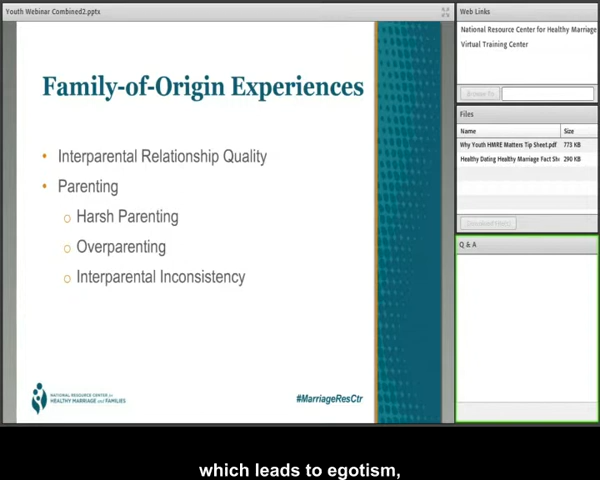 Youth Webinar Combined2.pptx
Family-of-Origin Experiences
• Interparental Relationship Quality
• Parenting
o Harsh Parenting
o Overparenting
o Interparental Inconsistency
NATIONAL RESOURCE CENTER for
HEALTHY MARRIAGE and FAMILIES
#MarriageResCtr
Web Links
National Resource Center for Healthy Marriage
Virtual Training Center
Browse To
Files
Name Size
Why Youth HMRE Matters Tip Sheet.pdf 773 KB
Healthy Dating Healthy Marriage Fact She 290 KB
Q & A
which leads to egotism,